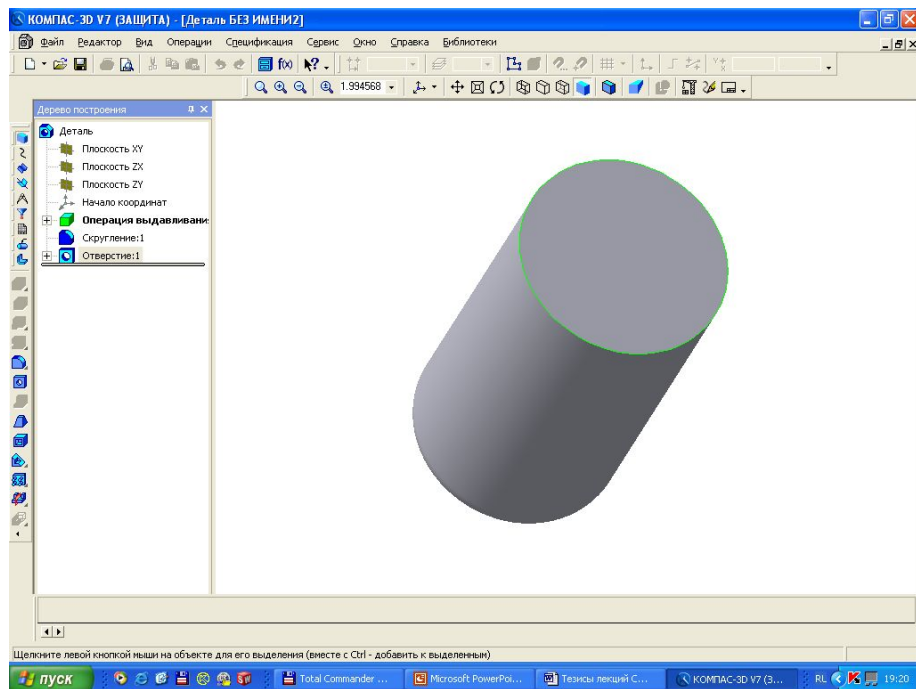 КОМПАС-3D V7 (ЗАЩИТА) - [Деталь БЕЗ ИМЕНИ2]
Файл Редактор Вид Операции Спецификация Сервис Окно Справка Библиотеки
1.994568
Дерево построения
Деталь
Плоскость XY
Плоскость ZX
Плоскость ZY
Начало координат
Операция выдавливани
Скругление:1
Отверстие:1
Щелкните левой кнопкой мыши на объекте для его выделения (вместе с Ctrl - добавить к выделенным)
пуск Total Commander ... Microsoft PowerPoi... Тезисы лекций С... КОМПАС-3D V7 (З... RL 19:20